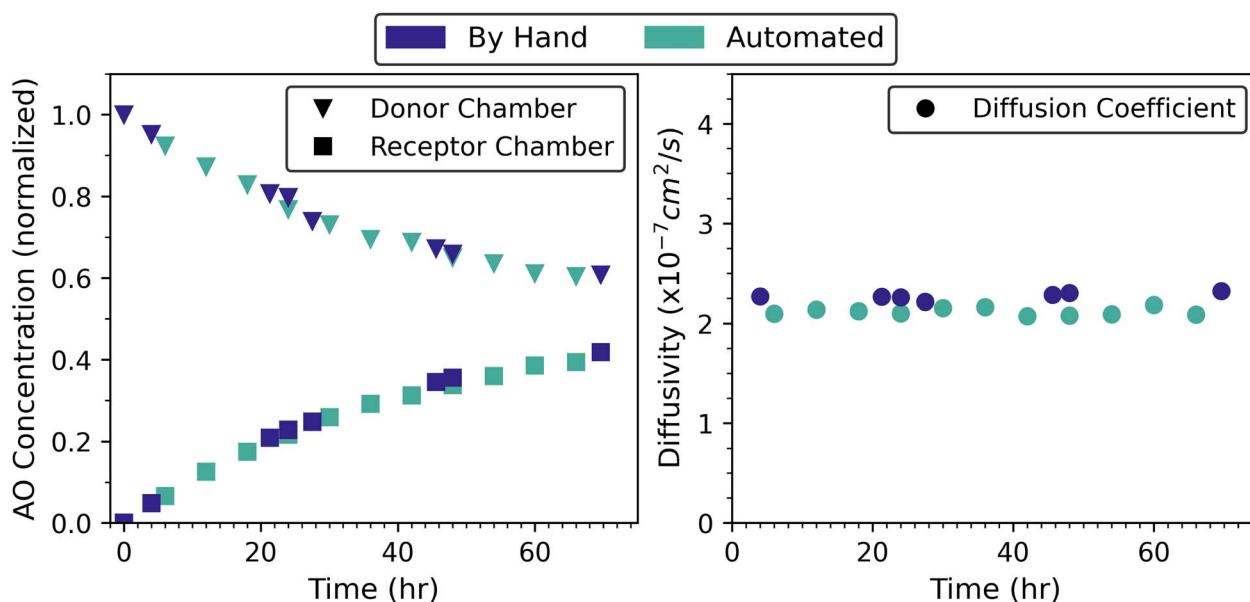 By Hand Automated
AO Concentration (normalized)
1.0
0.8
0.6
0.4
0.2
0.0
Donor Chamber
Receptor Chamber
0 20 40 60
Time (hr)
Diffusivity (x10⁻⁷cm²/s)
4
3
2
1
0
Diffusion Coefficient
0 20 40 60
Time (hr)